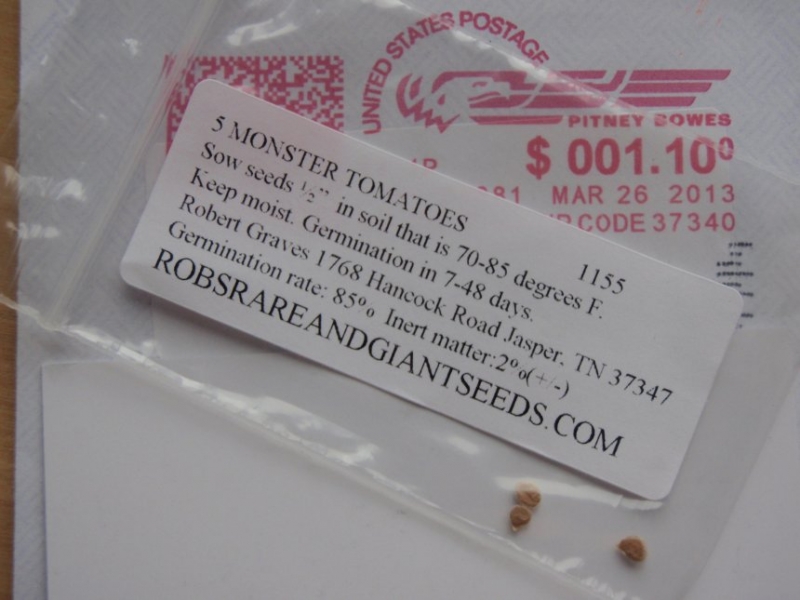 UNITED STATES POSTAGE
PITNEY BOWES
$ 001.10⁰
081 MAR 26 2013
CODE 37340
5 MONSTER TOMATOES 1155
Sow seeds ½" in soil that is 70-85 degrees F.
Keep moist. Germination in 7-48 days.
Robert Graves 1768 Hancock Road Jasper, TN 37347
Germination rate: 85% Inert matter:2%(+/-)
ROBSRAREANDGIANTSEEDS.COM